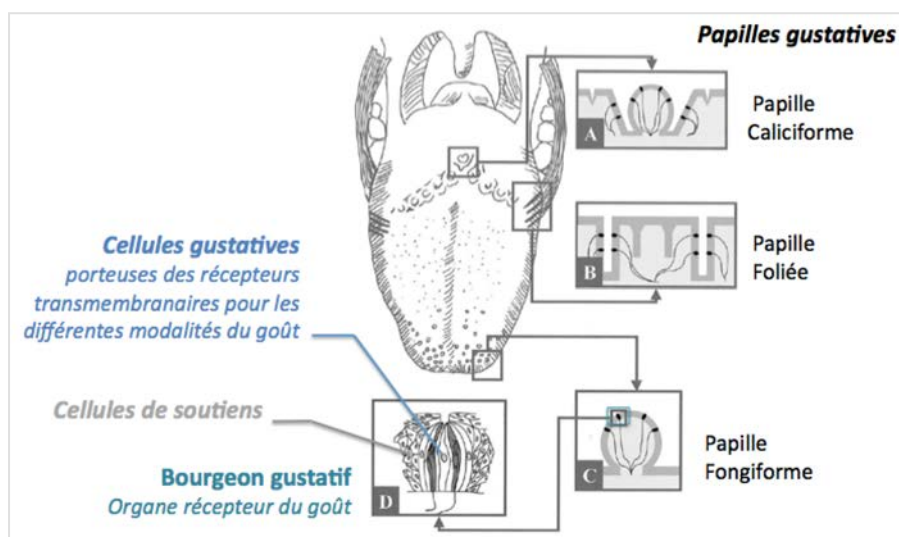 Papilles gustatives
A
Papille
Caliciforme
B
Papille
Foliée
Cellules gustatives
porteuses des récepteurs
transmembranaires pour les
différentes modalités du goût
Cellules de soutiens
Bourgeon gustatif
Organe récepteur du goût
D
C
Papille
Fongiforme